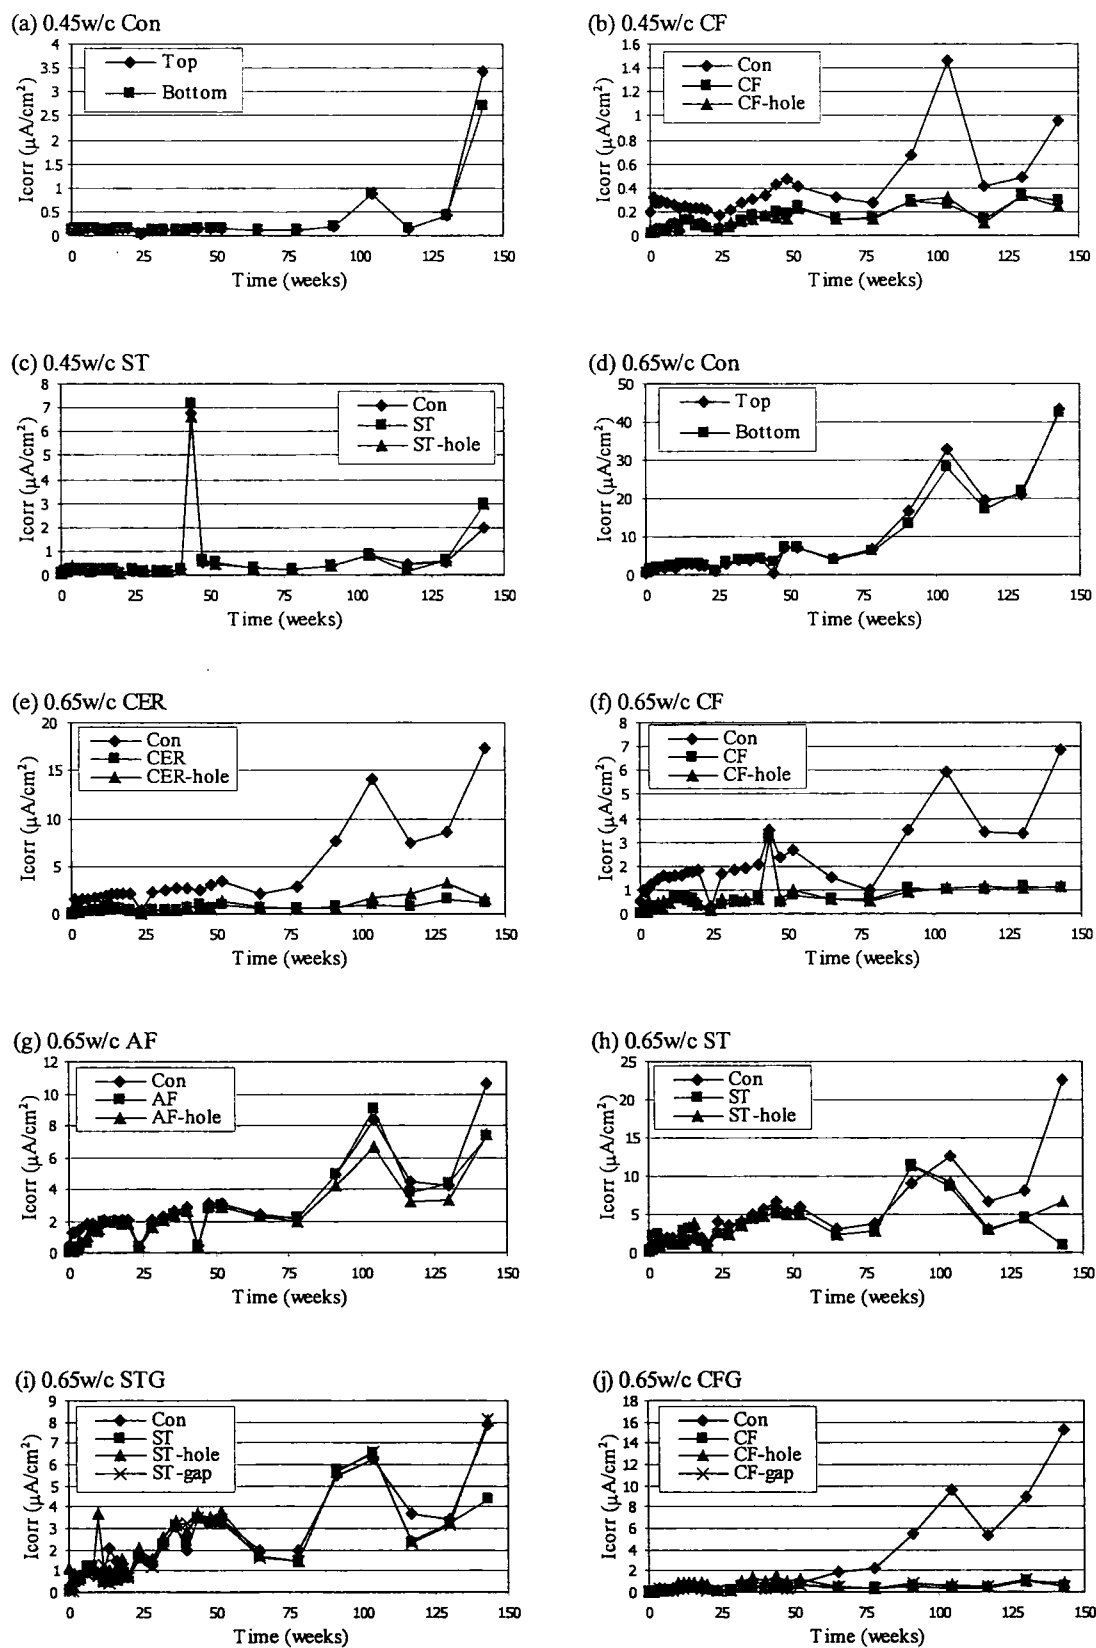 (a) 0.45w/c Con
Icorr (µA/cm²)
4
3.5
3
2.5
2
1.5
1
0.5
0
Top
Bottom
0 25 50 75 100 125 150
Time (weeks)
(b) 0.45w/c CF
Icorr (µA/cm²)
1.6
1.4
1.2
1
0.8
0.6
0.4
0.2
0
Con
CF
CF-hole
0 25 50 75 100 125 150
Time (weeks)
(c) 0.45w/c ST
Icorr (µA/cm²)
8
7
6
5
4
3
2
1
0
Con
ST
ST-hole
0 25 50 75 100 125 150
Time (weeks)
(d) 0.65w/c Con
Icorr (µA/cm²)
50
40
30
20
10
0
Top
Bottom
0 25 50 75 100 125 150
Time (weeks)
(e) 0.65w/c CER
Icorr (µA/cm²)
20
15
10
5
0
Con
CER
CER-hole
0 25 50 75 100 125 150
Time (weeks)
(f) 0.65w/c CF
Icorr (µA/cm²)
8
7
6
5
4
3
2
1
0
Con
CF
CF-hole
0 25 50 75 100 125 150
Time (weeks)
(g) 0.65w/c AF
Icorr (µA/cm²)
12
10
8
6
4
2
0
Con
AF
AF-hole
0 25 50 75 100 125 150
Time (weeks)
(h) 0.65w/c ST
Icorr (µA/cm²)
25
20
15
10
5
0
Con
ST
ST-hole
0 25 50 75 100 125 150
Time (weeks)
(i) 0.65w/c STG
Icorr (µA/cm²)
9
8
7
6
5
4
3
2
1
0
Con
ST
ST-hole
ST-gap
0 25 50 75 100 125 150
Time (weeks)
(j) 0.65w/c CFG
Icorr (µA/cm²)
18
16
14
12
10
8
6
4
2
0
Con
CF
CF-hole
CF-gap
0 25 50 75 100 125 150
Time (weeks)